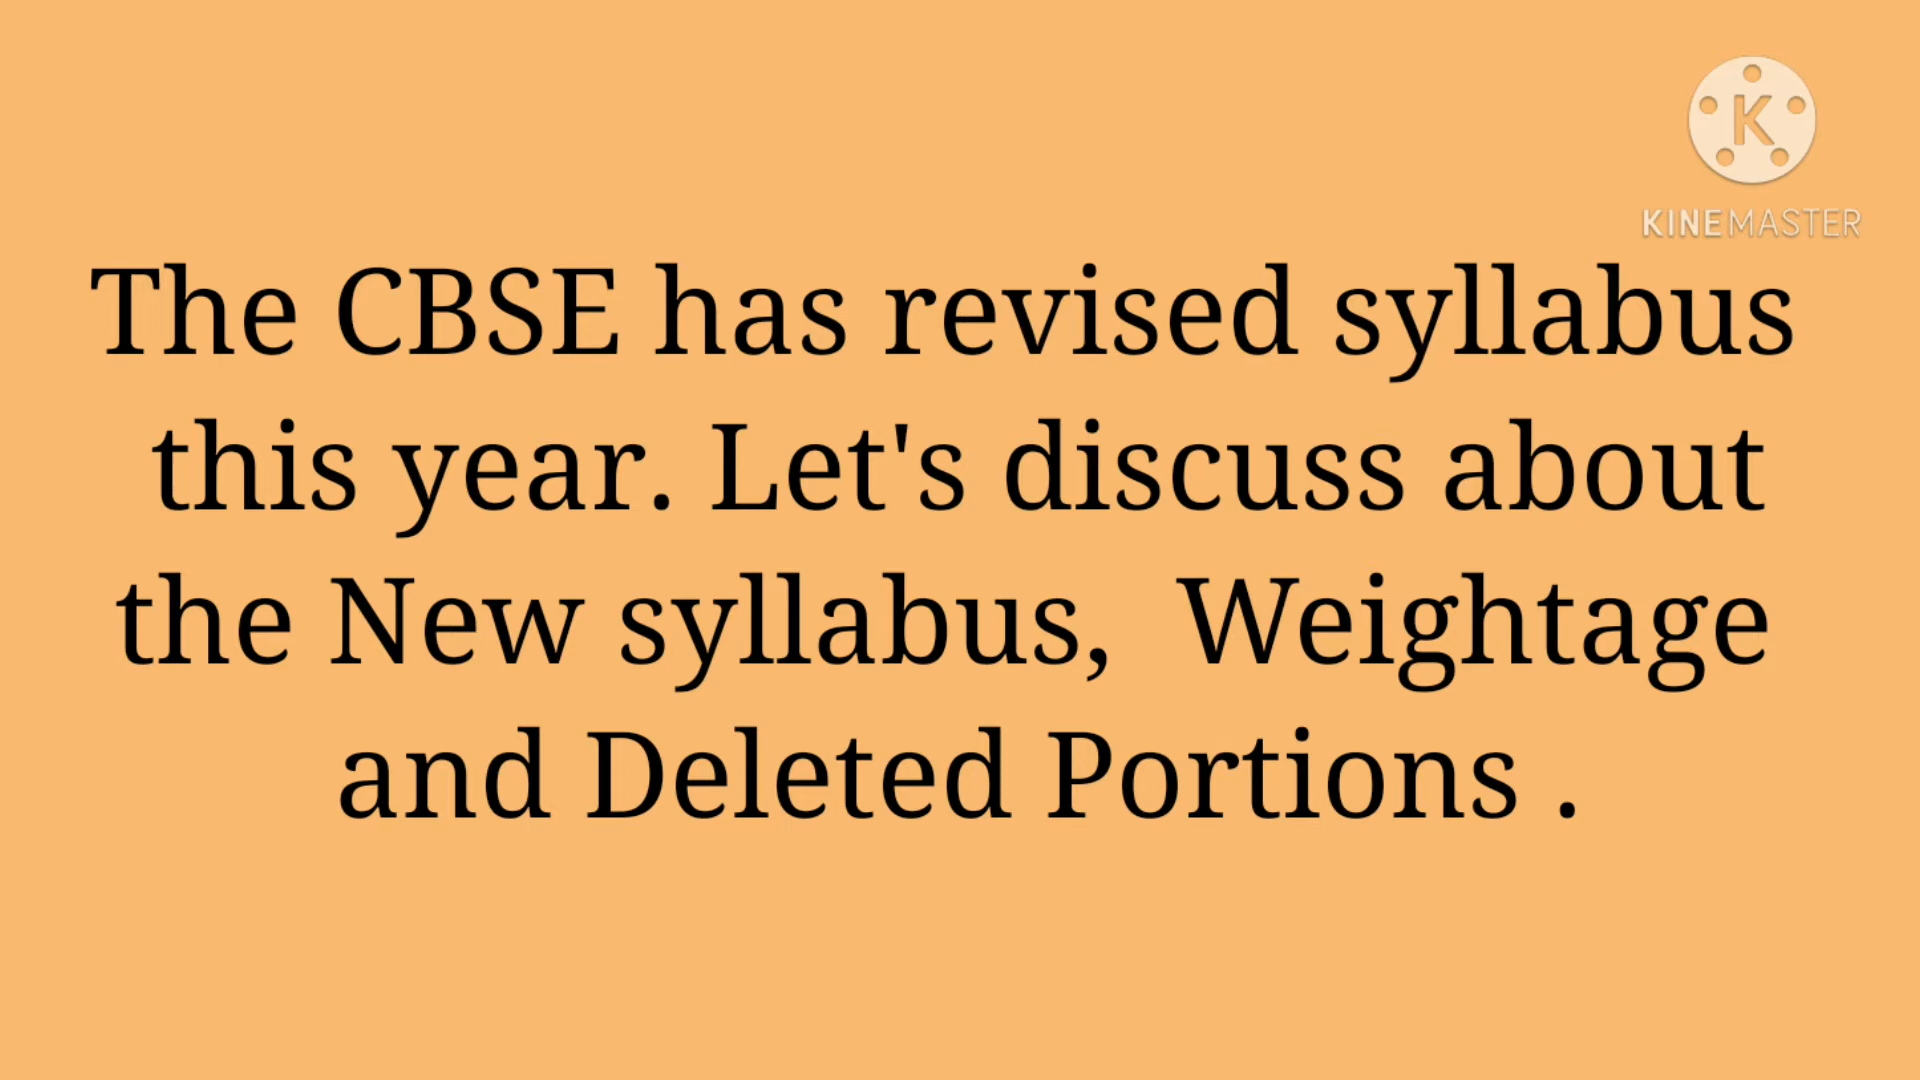 K
KINEMASTER
The CBSE has revised syllabus
this year. Let's discuss about
the New syllabus,  Weightage
and Deleted Portions .